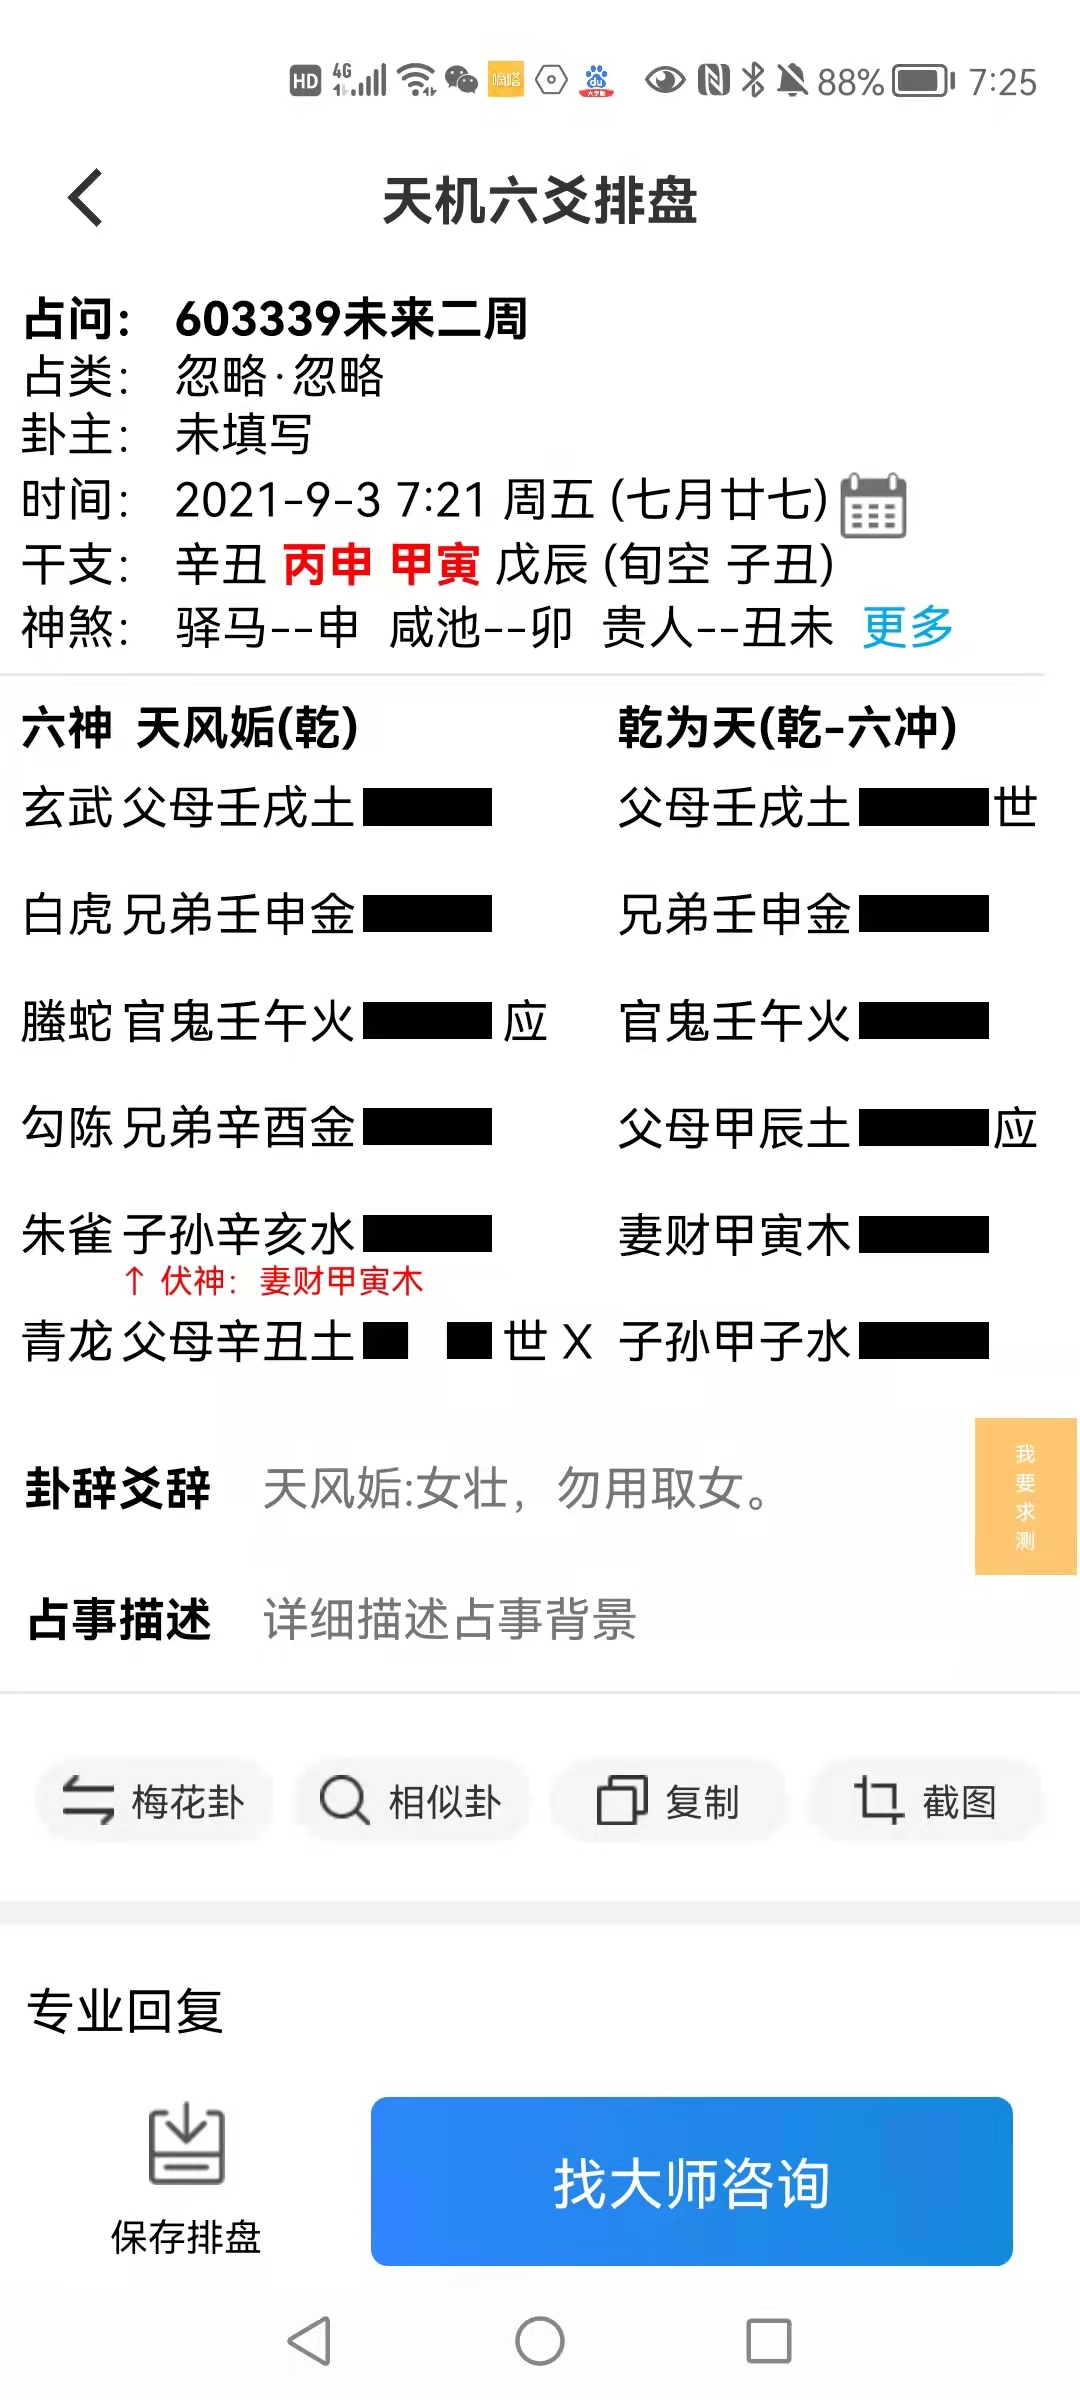 HD 4G 嘀嗒 du 88% 7:25
天机六爻排盘
占问： 603339未来二周
占类： 忽略·忽略
卦主： 未填写
时间： 2021-9-3 7:21 周五 (七月廿七)
干支： 辛丑 丙申 甲寅 戊辰 (旬空 子丑)
神煞： 驿马--申 咸池--卯 贵人--丑未 更多
六神 天风姤(乾) 乾为天(乾-六冲)
玄武 父母壬戌土 父母壬戌土 世
白虎 兄弟壬申金 兄弟壬申金
螣蛇 官鬼壬午火 应 官鬼壬午火
勾陈 兄弟辛酉金 父母甲辰土 应
朱雀 子孙辛亥水 妻财甲寅木
↑ 伏神：妻财甲寅木
青龙 父母辛丑土 世 X 子孙甲子水
卦辞爻辞 天风姤:女壮，勿用取女。
我要求测
占事描述 详细描述占事背景
梅花卦 相似卦 复制 截图
专业回复
保存排盘 找大师咨询